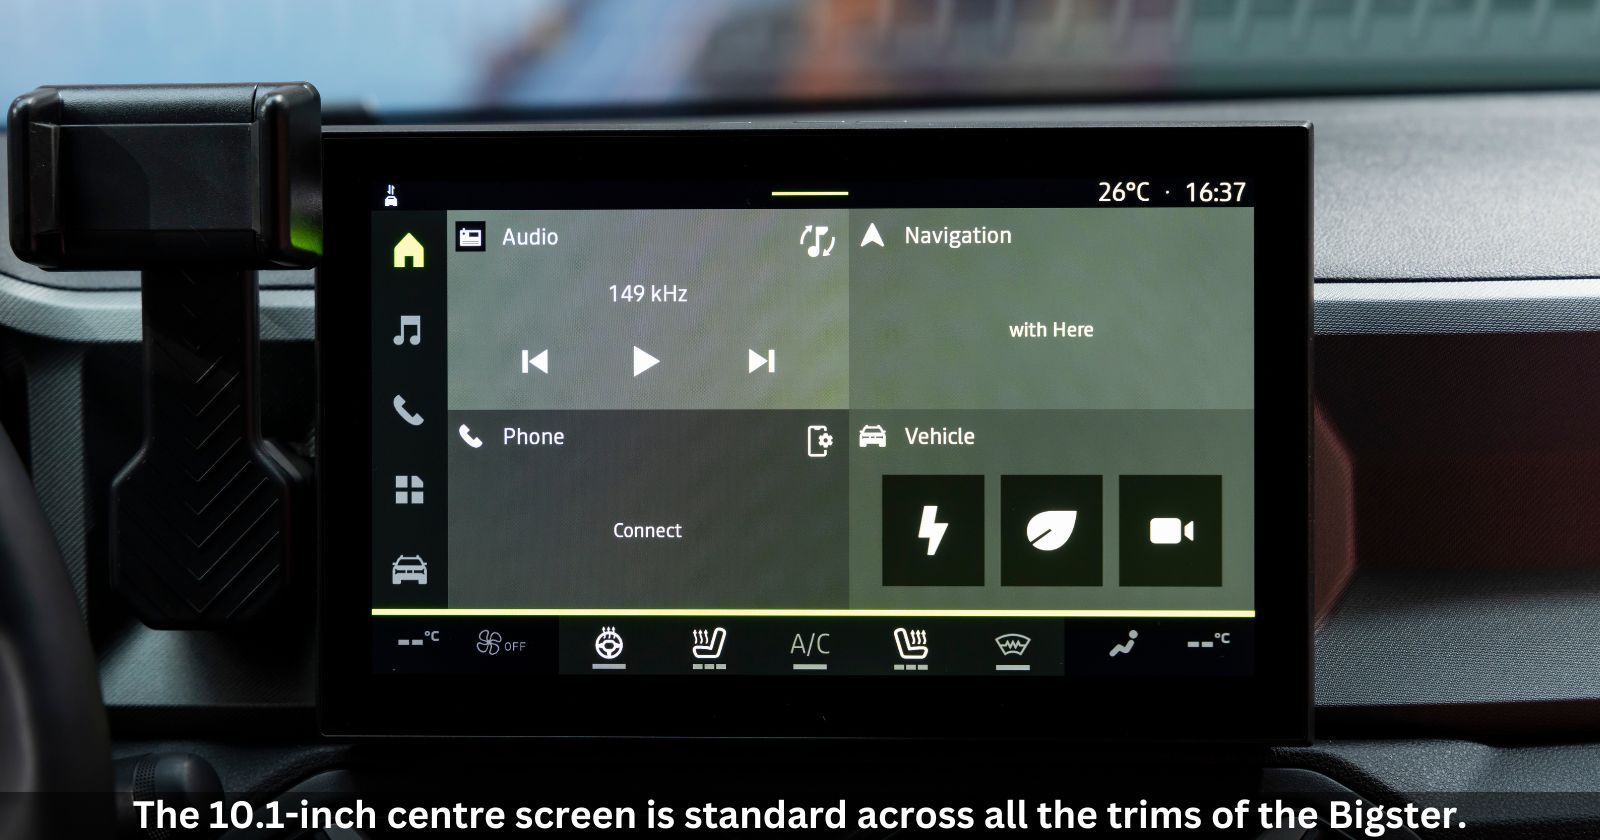 26°C · 16:37
Audio
149 kHz
Navigation
with Here
Phone
Connect
Vehicle
--°C
OFF
A/C
--°C
The 10.1-inch centre screen is standard across all the trims of the Bigster.